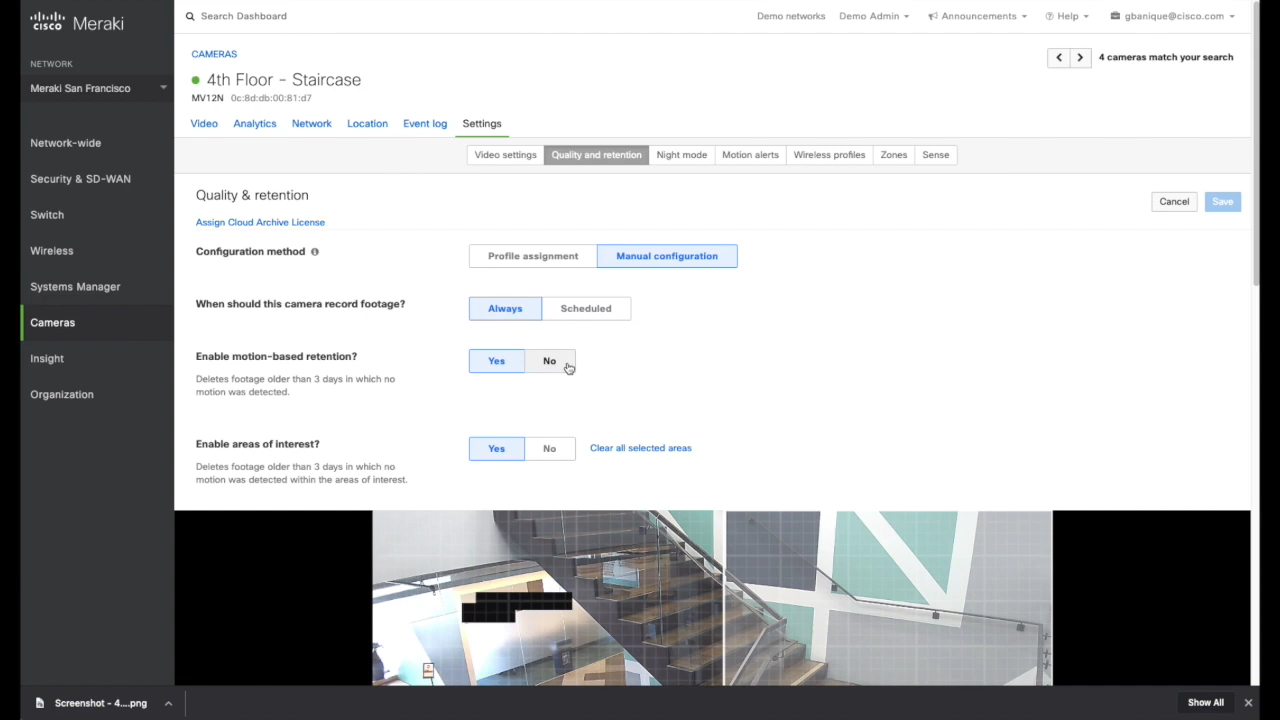 cisco Meraki
Search Dashboard
Demo networks Demo Admin Announcements Help gbanique@cisco.com
NETWORK
Meraki San Francisco
Network-wide
Security & SD-WAN
Switch
Wireless
Systems Manager
Cameras
Insight
Organization
CAMERAS
4th Floor - Staircase
MV12N 0c:8d:db:00:81:d7
4 cameras match your search
Video Analytics Network Location Event log Settings
Video settings Quality and retention Night mode Motion alerts Wireless profiles Zones Sense
Quality & retention
Cancel Save
Assign Cloud Archive License
Configuration method Profile assignment Manual configuration
When should this camera record footage? Always Scheduled
Enable motion-based retention? Yes No
Deletes footage older than 3 days in which no
motion was detected.
Enable areas of interest? Yes No Clear all selected areas
Deletes footage older than 3 days in which no
motion was detected within the areas of interest.
Screenshot - 4....png
Show All